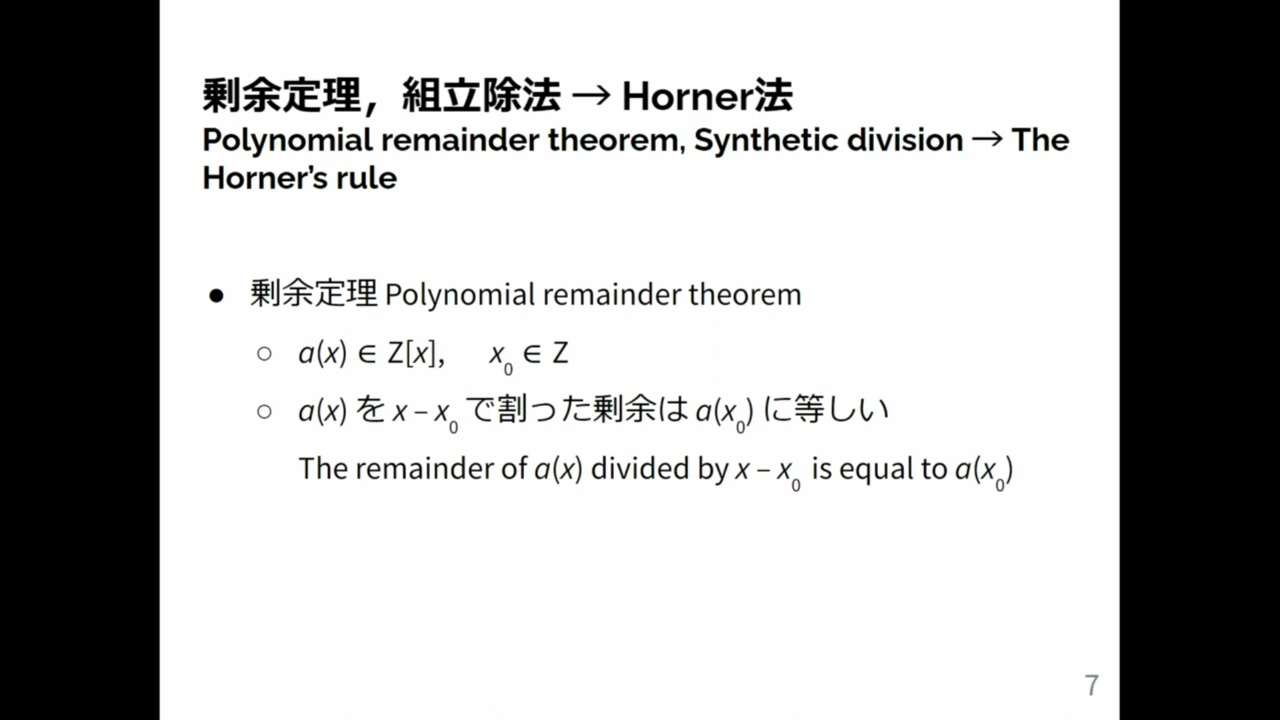 剰余定理，組立除法 → Horner法
Polynomial remainder theorem, Synthetic division → The
Horner’s rule
● 剰余定理 Polynomial remainder theorem
○ a(x) ∈ Z[x], x₀ ∈ Z
○ a(x) を x – x₀ で割った剰余は a(x₀) に等しい
The remainder of a(x) divided by x – x₀ is equal to a(x₀)
7